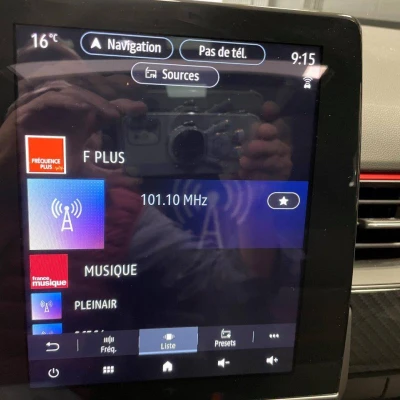 16°C
Navigation
Pas de tél.
9:15
Sources
FRÉQUENCE
PLUS
F PLUS
101.10 MHz
france
musique
MUSIQUE
PLEINAIR
Fréq.
Liste
Presets